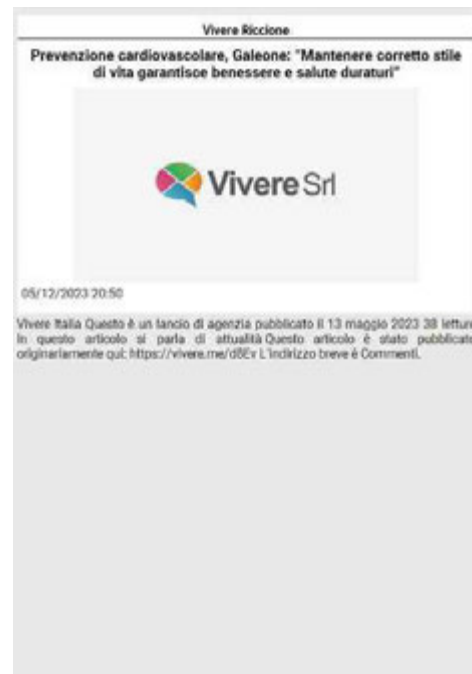 Vivere Riccione
Prevenzione cardiovascolare, Galeone: "Mantenere corretto stile
di vita garantisce benessere e salute duraturi"
Vivere Srl
05/12/2023 20:50
Vivere Italia Questo è un lancio di agenzia pubblicato il 13 maggio 2023 38 letture
In questo articolo si parla di attualità Questo articolo è stato pubblicato
originariamente qui: https://vivere.me/d8Ev L'indirizzo breve è Commenti.